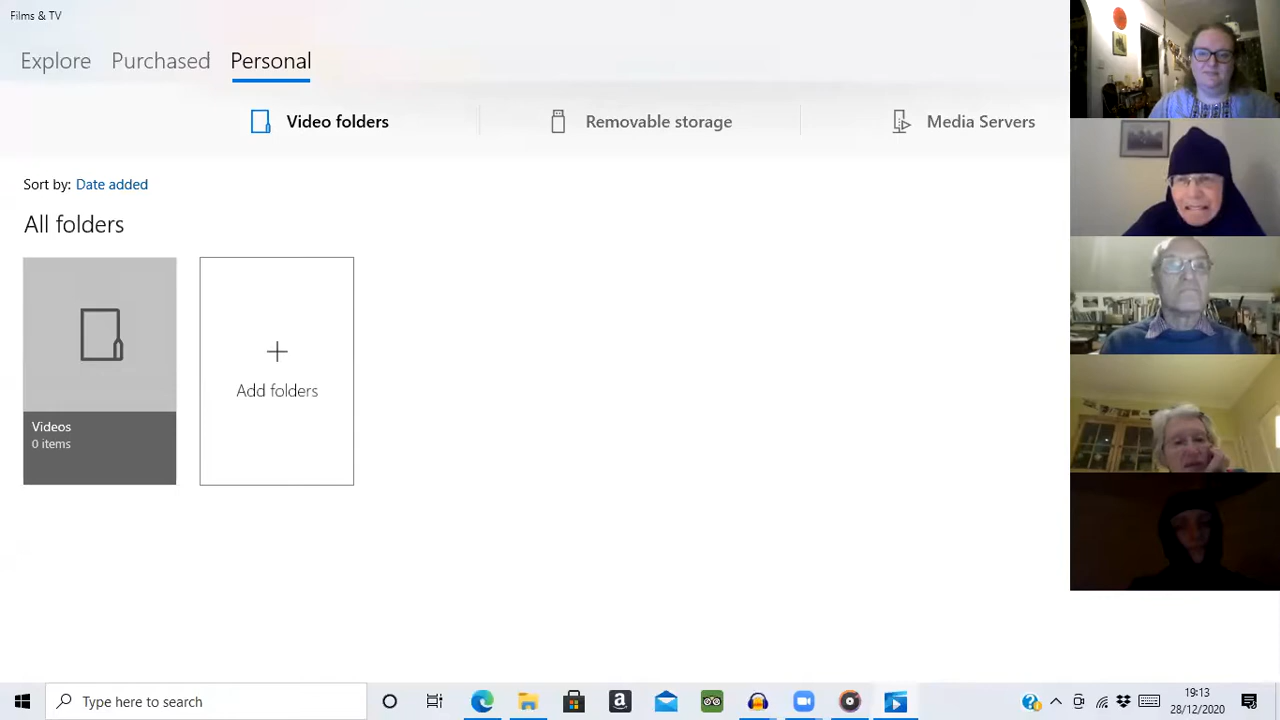 Films & TV
Explore Purchased Personal
Video folders Removable storage Media Servers
Sort by: Date added
All folders
Add folders
Videos
0 items
Type here to search
19:13
28/12/2020